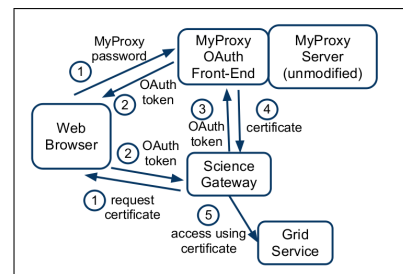 MyProxy
password
1
MyProxy
OAuth
Front-End
MyProxy
Server
(unmodified)
2
OAuth
token
3
OAuth
token
4
certificate
Web
Browser
2
OAuth
token
Science
Gateway
1
request
certificate
5
access using
certificate
Grid
Service